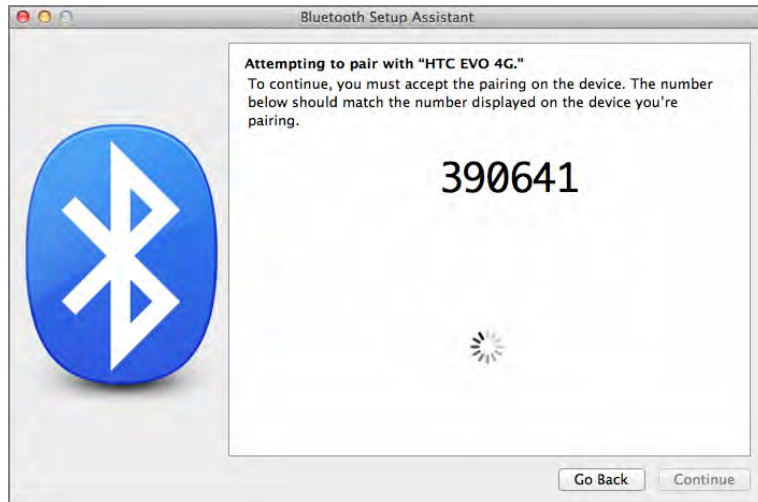 Bluetooth Setup Assistant
Attempting to pair with “HTC EVO 4G.”
To continue, you must accept the pairing on the device. The number
below should match the number displayed on the device you’re
pairing.
390641
Go Back
Continue